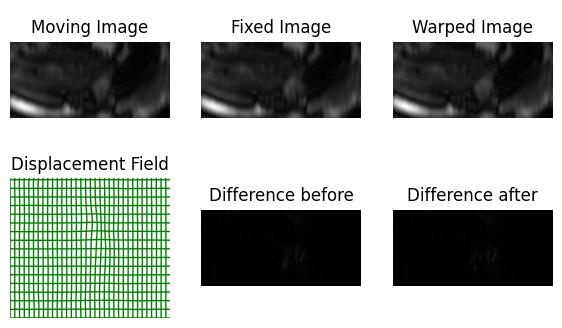 Moving Image
Fixed Image
Warped Image
Displacement Field
Difference before
Difference after